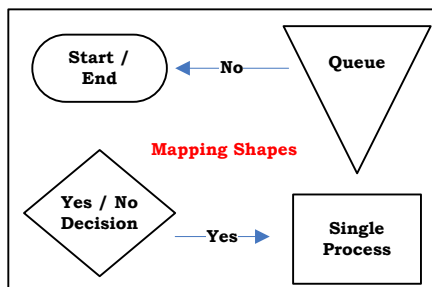 Start /
End
No
Queue
Mapping Shapes
Yes / No
Decision
Yes
Single
Process